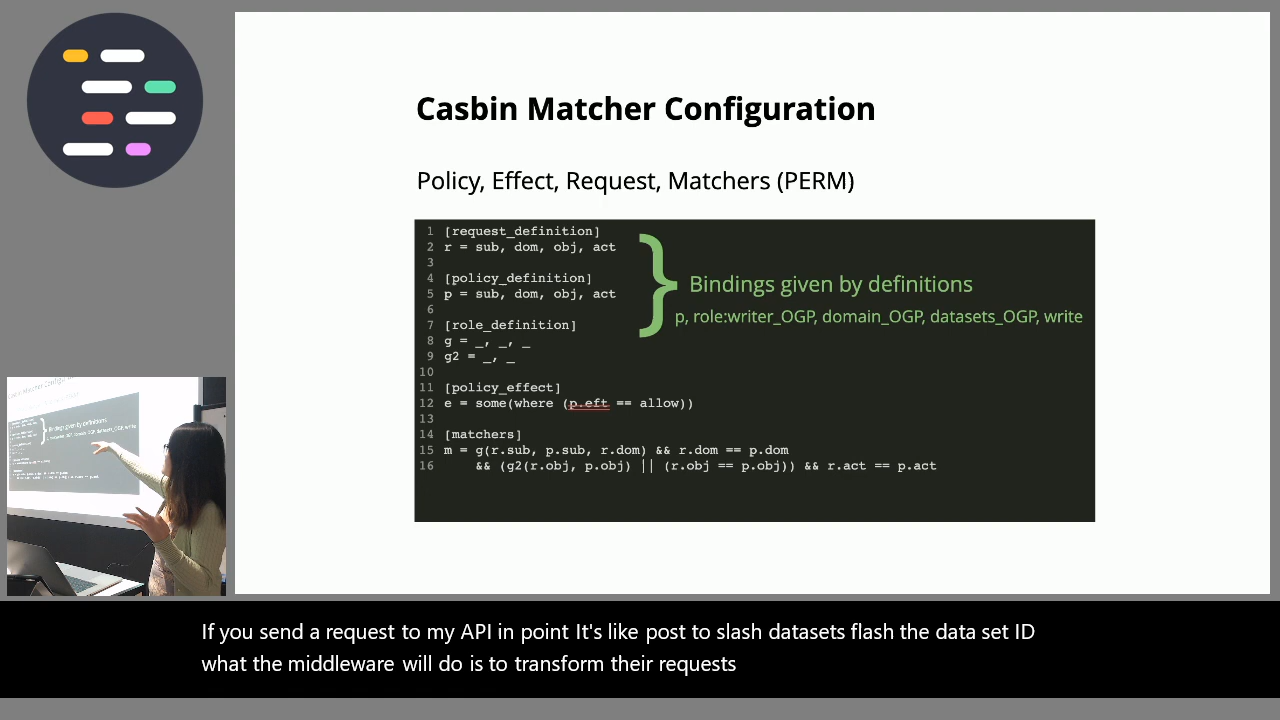 Casbin Matcher Configuration
Policy, Effect, Request, Matchers (PERM)
1 [request_definition]
2 r = sub, dom, obj, act
3
4 [policy_definition]
5 p = sub, dom, obj, act
6
7 [role_definition]
8 g = _, _, _
9 g2 = _, _
10
11 [policy_effect]
12 e = some(where (p.eft == allow))
13
14 [matchers]
15 m = g(r.sub, p.sub, r.dom) && r.dom == p.dom
16 && (g2(r.obj, p.obj) || (r.obj == p.obj)) && r.act == p.act
} Bindings given by definitions
p, role:writer_OGP, domain_OGP, datasets_OGP, write
If you send a request to my API in point It's like post to slash datasets flash the data set ID
what the middleware will do is to transform their requests